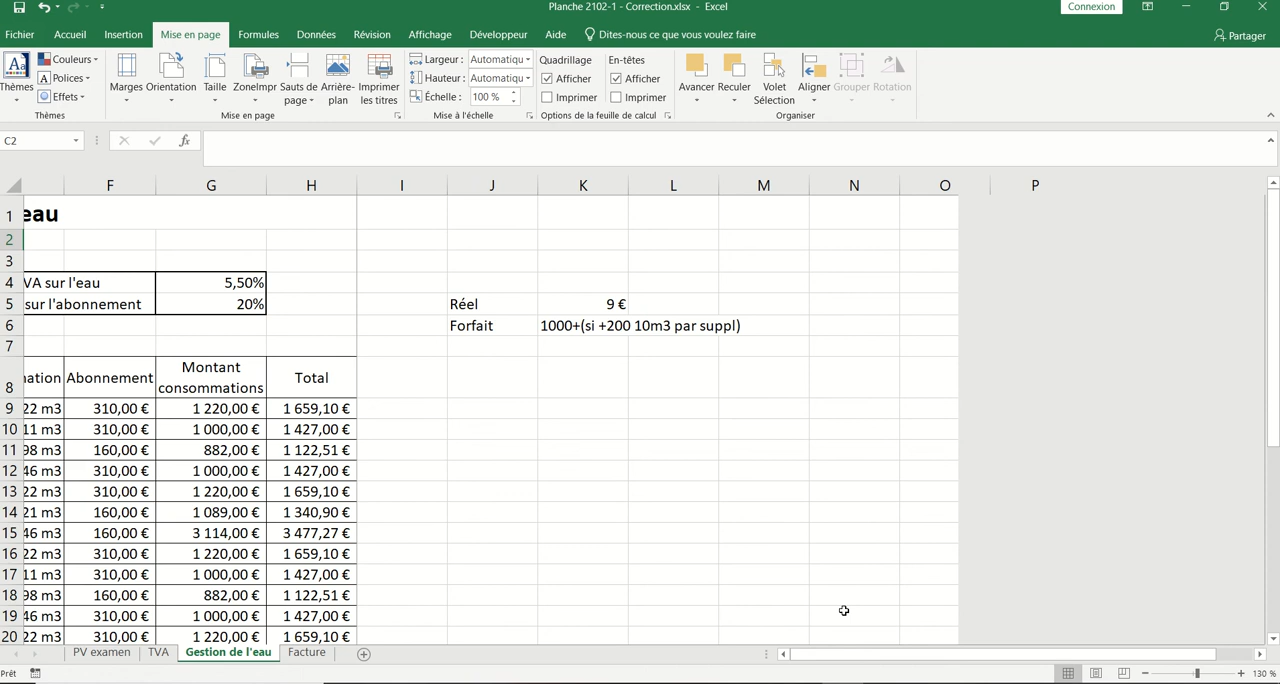 Planche 2102-1 - Correction.xlsx - Excel
Connexion
Fichier Accueil Insertion Mise en page Formules Données Révision Affichage Développeur Aide Dites-nous ce que vous voulez faire Partager
Aa Couleurs Largeur : Automatiqu Quadrillage En-têtes
A Polices Hauteur : Automatiqu Afficher Afficher
Effets Échelle : 100 % Imprimer Imprimer
Thèmes Marges Orientation Taille ZoneImpr Sauts de page Arrière-plan Imprimer les titres Avancer Reculer Volet Sélection Aligner Grouper Rotation
Thèmes Mise en page Mise à l'échelle Options de la feuille de calcul Organiser
C2 fx
F G H I J K L M N O P
1 eau
2
3
4 VA sur l'eau 5,50%
5 sur l'abonnement 20% Réel 9 €
6 Forfait 1000+(si +200 10m3 par suppl)
7
8 nation Abonnement Montant consommations Total
9 22 m3 310,00 € 1 220,00 € 1 659,10 €
10 11 m3 310,00 € 1 000,00 € 1 427,00 €
11 98 m3 160,00 € 882,00 € 1 122,51 €
12 46 m3 310,00 € 1 000,00 € 1 427,00 €
13 22 m3 310,00 € 1 220,00 € 1 659,10 €
14 21 m3 160,00 € 1 089,00 € 1 340,90 €
15 46 m3 160,00 € 3 114,00 € 3 477,27 €
16 22 m3 310,00 € 1 220,00 € 1 659,10 €
17 11 m3 310,00 € 1 000,00 € 1 427,00 €
18 98 m3 160,00 € 882,00 € 1 122,51 €
19 46 m3 310,00 € 1 000,00 € 1 427,00 €
20 22 m3 310,00 € 1 220,00 € 1 659,10 €
PV examen TVA Gestion de l'eau Facture
Prêt 130 %